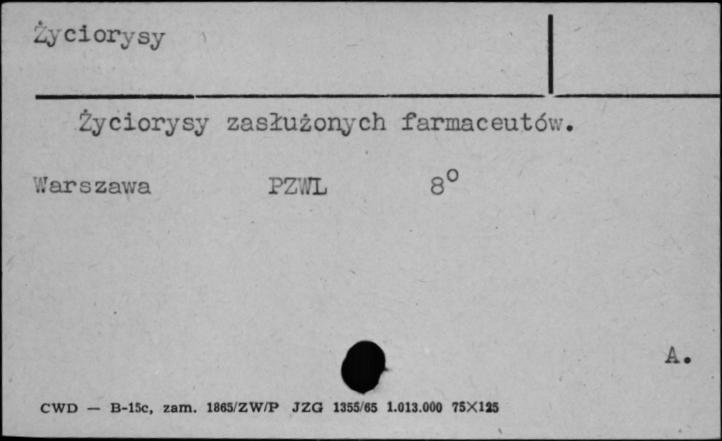 Życiorysy
Życiorysy zasłużonych farmaceutów.
Warszawa PZWL 8°
A.
CWD — B-15c, zam. 1865/ZW/P JZG 1355/65 1.013.000 75X125